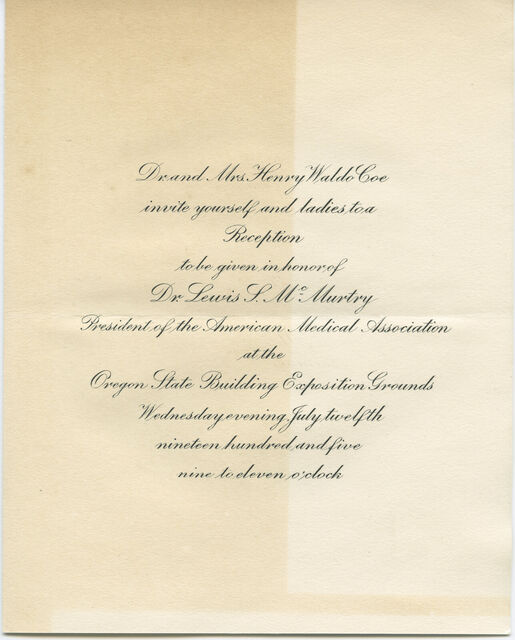 Dr. and Mrs. Henry Waldo Coe
invite yourself and ladies to a
Reception
to be given in honor of
Dr. Lewis S. McMurtry
President of the American Medical Association
at the
Oregon State Building Exposition Grounds
Wednesday evening, July twelfth
nineteen hundred and five
nine to eleven o'clock